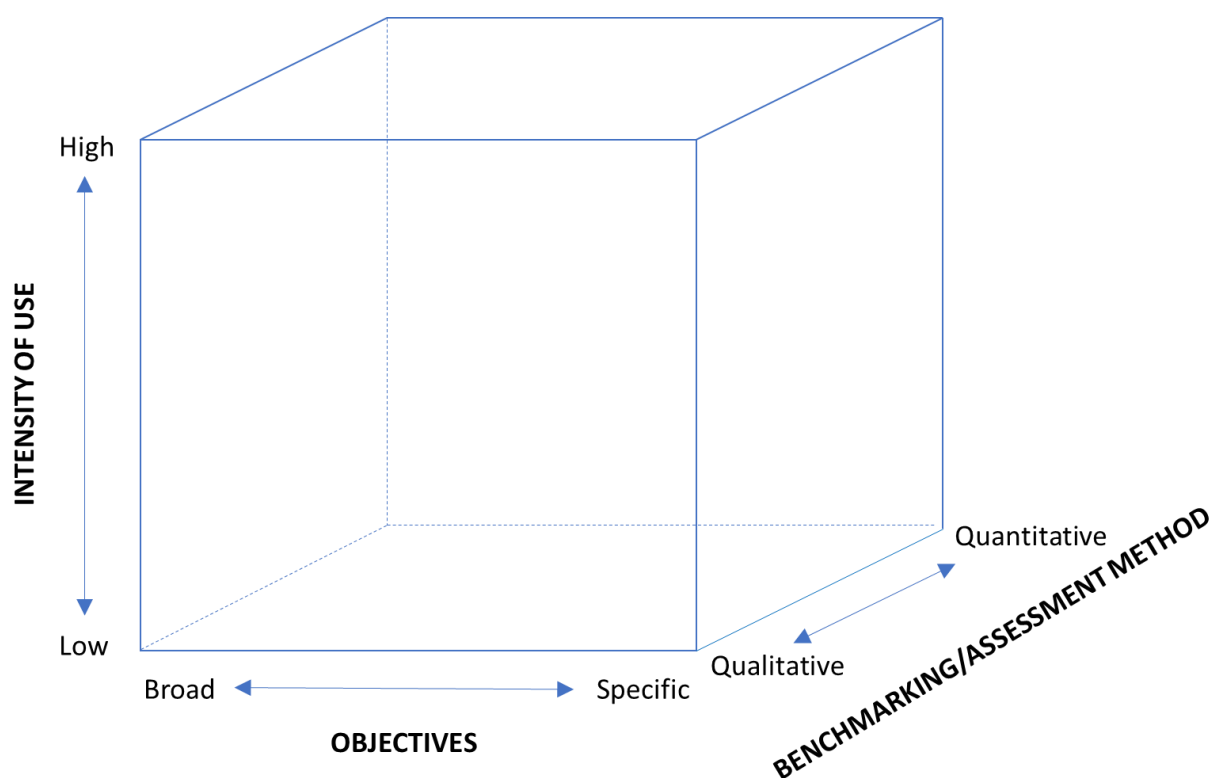 High
INTENSITY OF USE
Low
Broad
Specific
OBJECTIVES
Qualitative
Quantitative
BENCHMARKING/ASSESSMENT METHOD